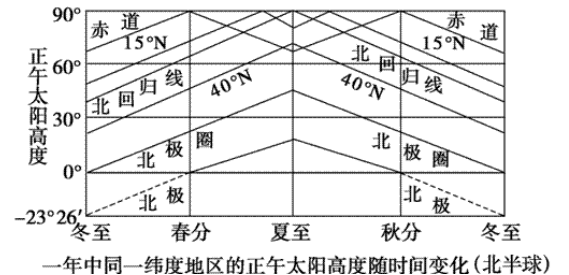 90°
60°
30°
0°
-23°26′
正午太阳高度
赤道
15°N
北回归线
40°N
北极圈
北极
赤道
15°N
北回归线
40°N
北极圈
北极
冬至 春分 夏至 秋分 冬至
一年中同一纬度地区的正午太阳高度随时间变化(北半球)